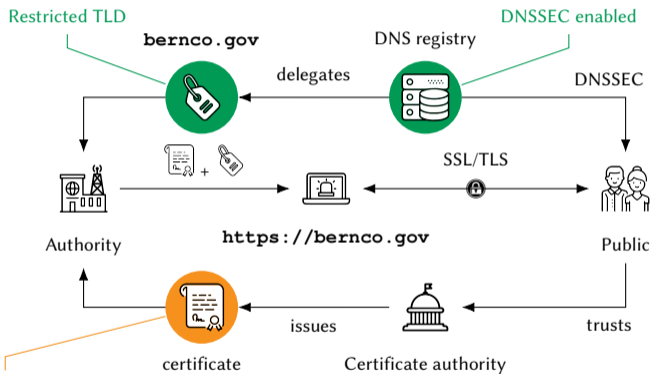 Restricted TLD
DNSSEC enabled
bernco.gov
DNS registry
delegates
DNSSEC
+
SSL/TLS
Authority
https://bernco.gov
Public
issues
trusts
certificate
Certificate authority